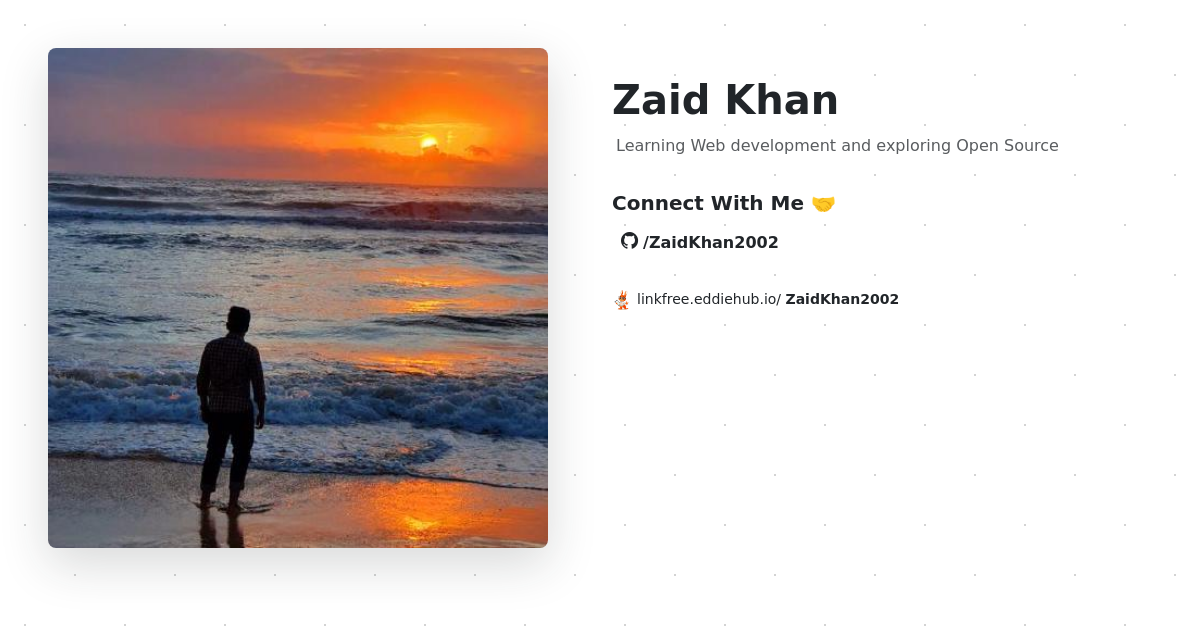 Zaid Khan
Learning Web development and exploring Open Source
Connect With Me 🤝
/ZaidKhan2002
linkfree.eddiehub.io/ ZaidKhan2002